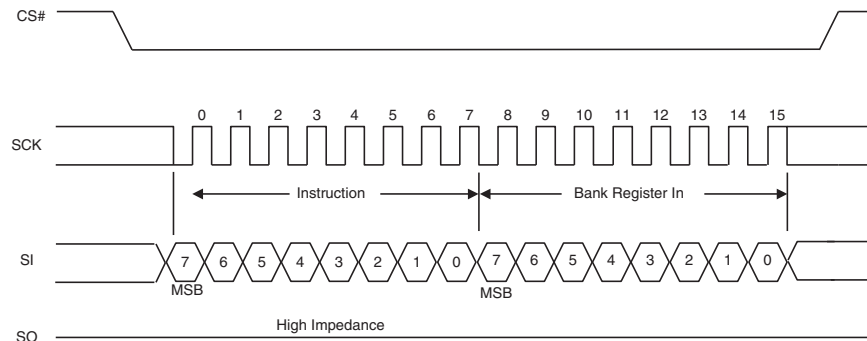 CS#
0 1 2 3 4 5 6 7 8 9 10 11 12 13 14 15
SCK
Instruction Bank Register In
SI 7 6 5 4 3 2 1 0 7 6 5 4 3 2 1 0
MSB MSB
High Impedance
SO